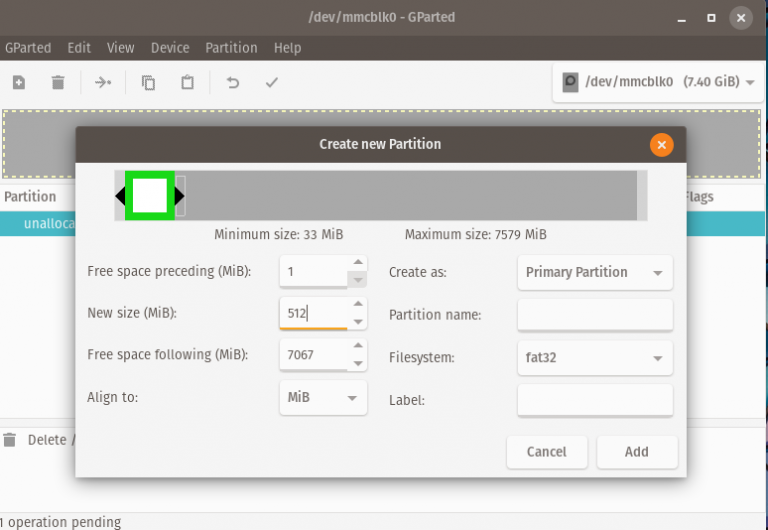 /dev/mmcblk0 - GParted
GParted Edit View Device Partition Help
/dev/mmcblk0 (7.40 GiB)
Create new Partition
Partition
Flags
unalloca
Minimum size: 33 MiB Maximum size: 7579 MiB
Free space preceding (MiB): 1 Create as: Primary Partition
New size (MiB): 512 Partition name:
Free space following (MiB): 7067 Filesystem: fat32
Align to: MiB Label:
Delete /
Cancel Add
1 operation pending